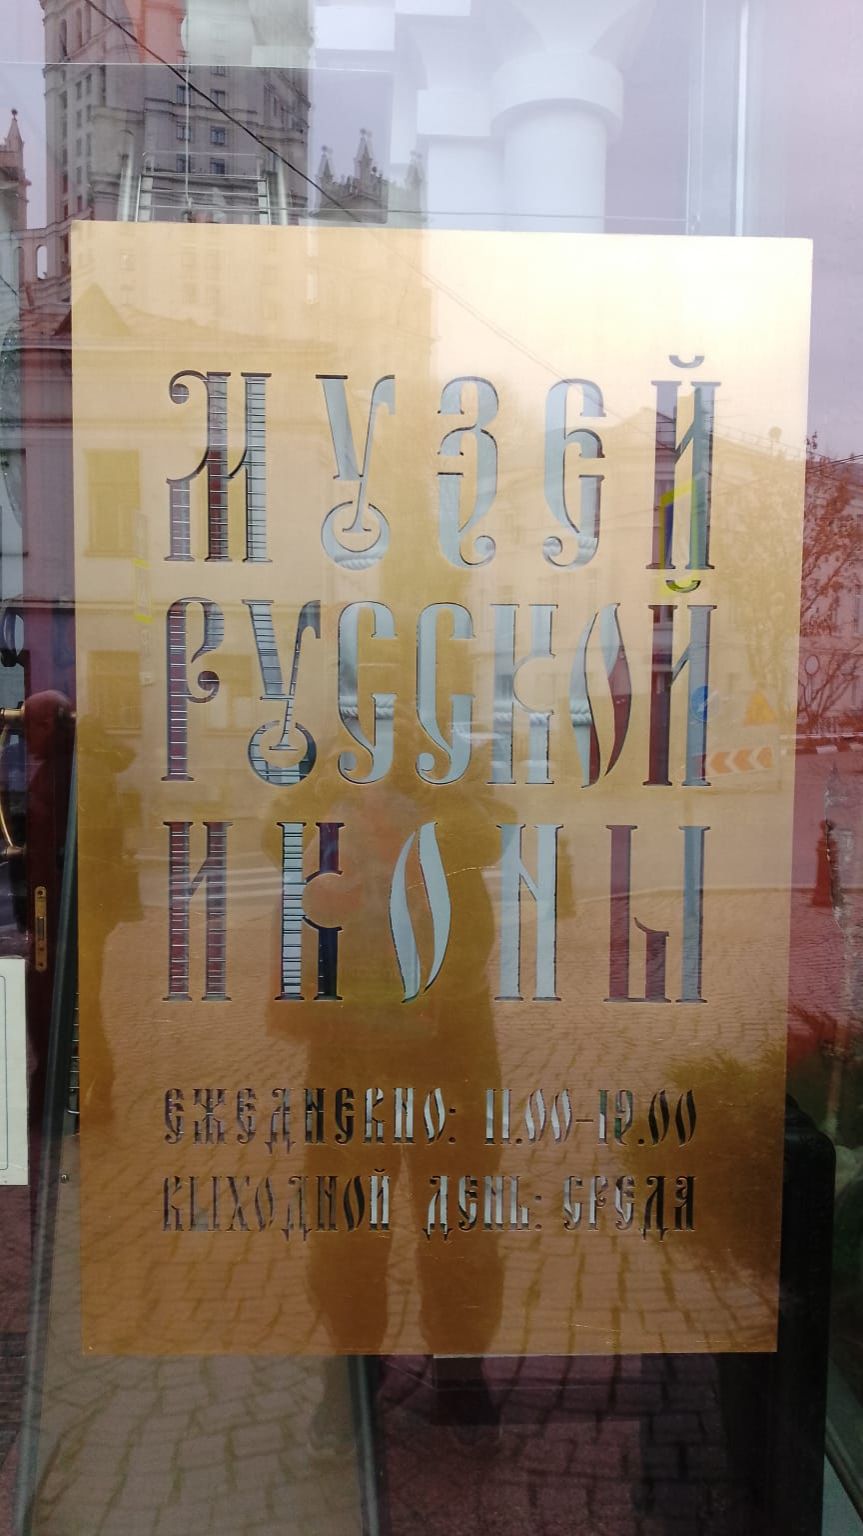 МУЗЕЙ
РУССКОЙ
ИКОНЫ
ЕЖЕДНЕВНО: 11.00-19.00
ВЫХОДНОЙ ДЕНЬ: СРЕДА